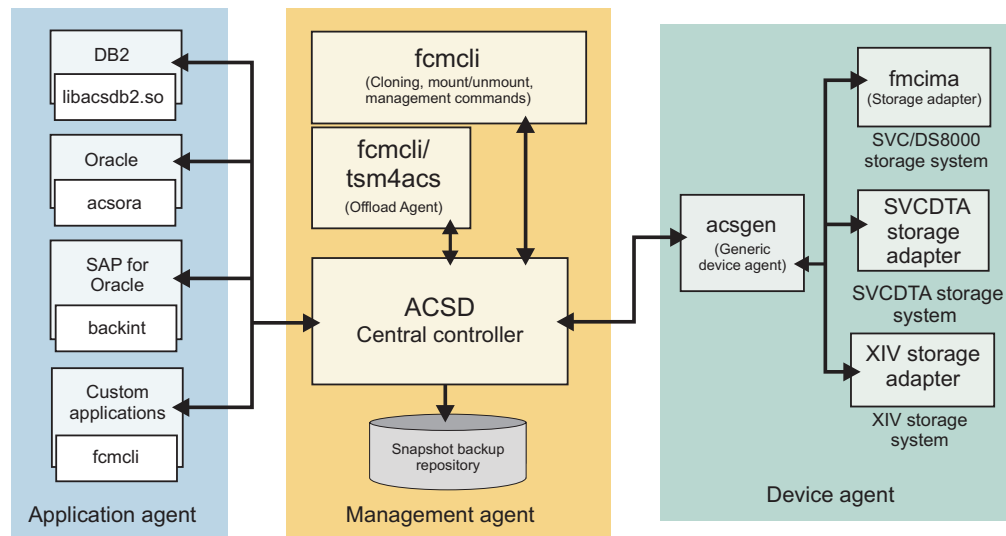 DB2
libacsdb2.so
Oracle
acsora
SAP for
Oracle
backint
Custom
applications
fcmcli
Application agent
fcmcli
(Cloning, mount/unmount,
management commands)
fcmcli/
tsm4acs
(Offload Agent)
ACSD
Central controller
Snapshot backup
repository
Management agent
acsgen
(Generic
device agent)
fmcima
(Storage adapter)
SVC/DS8000
storage system
SVCDTA
storage
adapter
SVCDTA storage
system
XIV storage
adapter
XIV storage
system
Device agent